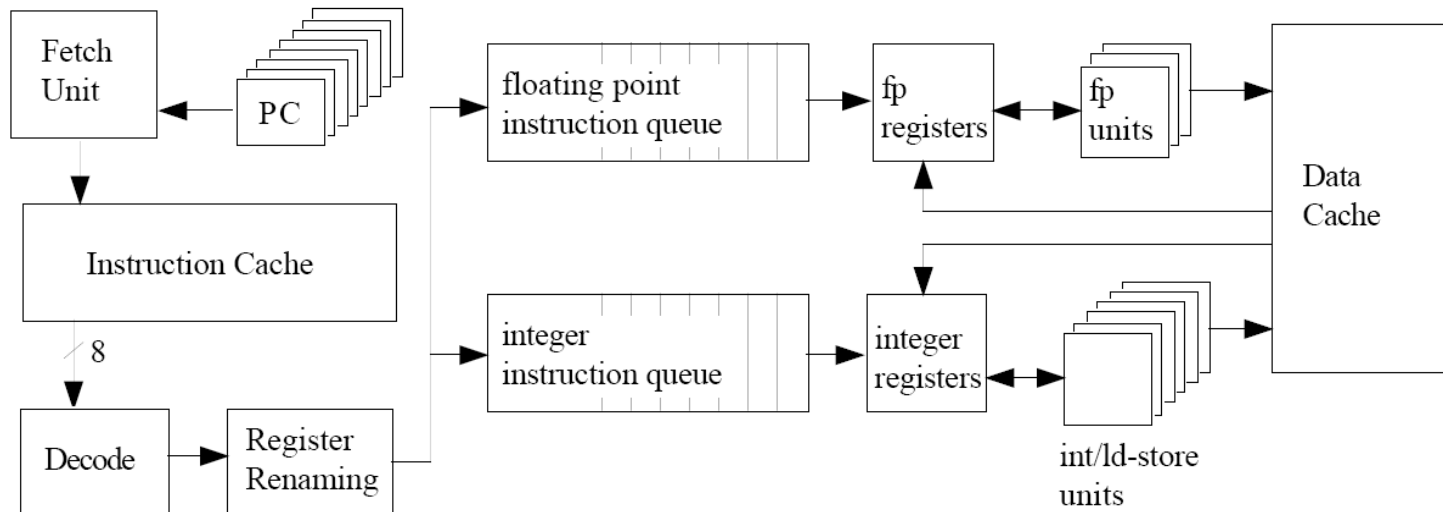 Fetch
Unit
PC
floating point
instruction queue
fp
registers
fp
units
Data
Cache
Instruction Cache
8
integer
instruction queue
integer
registers
Decode
Register
Renaming
int/ld-store
units